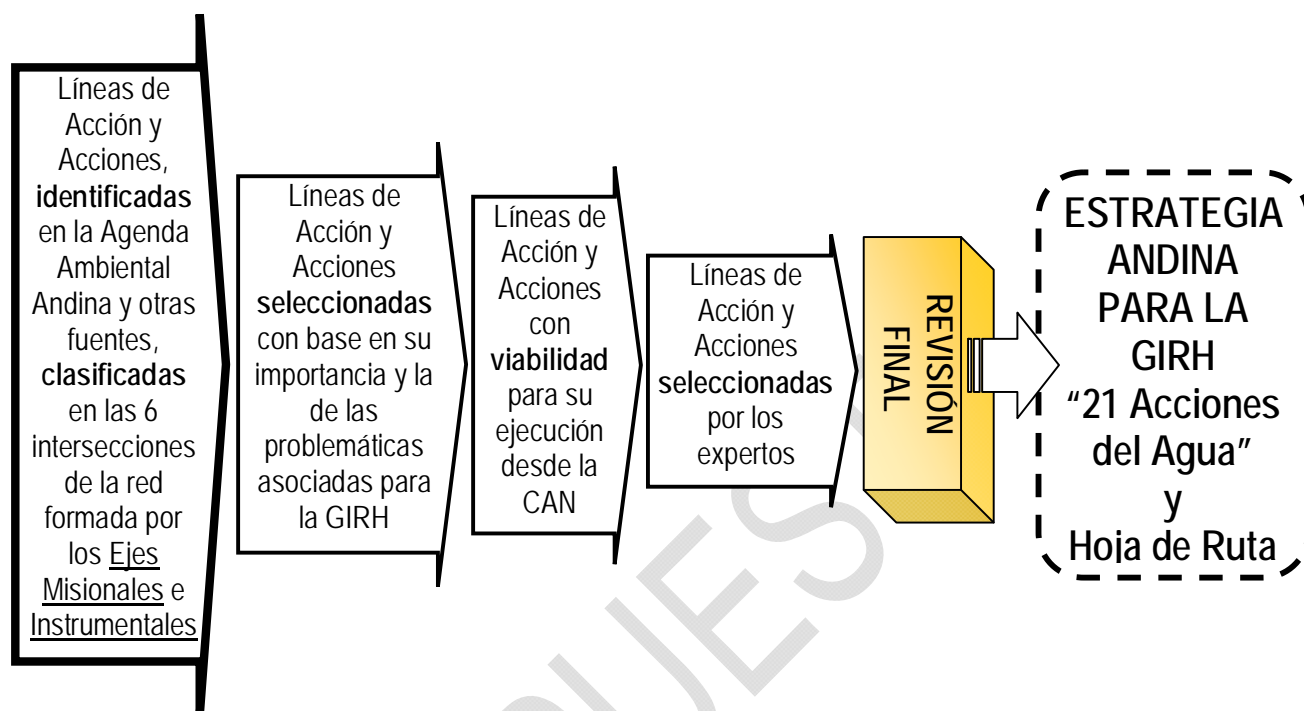 Líneas de
Acción y
Acciones,
identificadas
en la Agenda
Ambiental
Andina y otras
fuentes,
clasificadas
en las 6
intersecciones
de la red
formada por
los Ejes
Misionales e
Instrumentales
Líneas de
Acción y
Acciones
seleccionadas
con base en su
importancia y la
de las
problemáticas
asociadas para
la GIRH
Líneas de
Acción y
Acciones
con
viabilidad
para su
ejecución
desde la
CAN
Líneas de
Acción y
Acciones
seleccionadas
por los
expertos
REVISIÓN
FINAL
ESTRATEGIA
ANDINA
PARA LA
GIRH
“21 Acciones
del Agua”
y
Hoja de Ruta